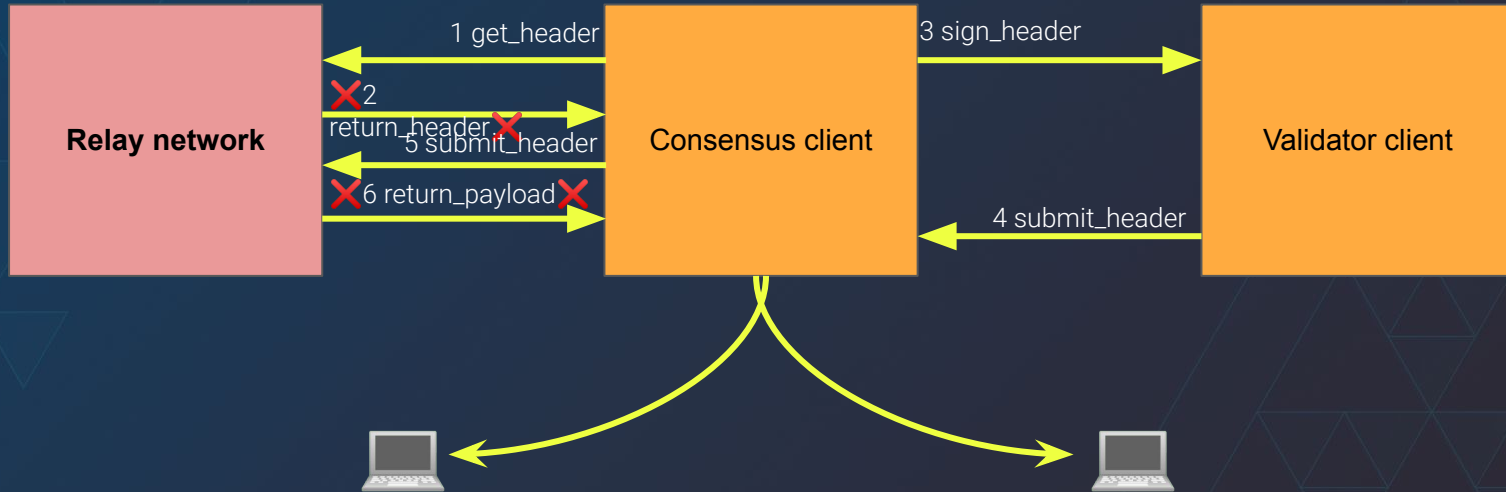 1 get_header
3 sign_header
❌2
return_header❌
5 submit_header
❌6 return_payload❌
Relay network
Consensus client
Validator client
4 submit_header